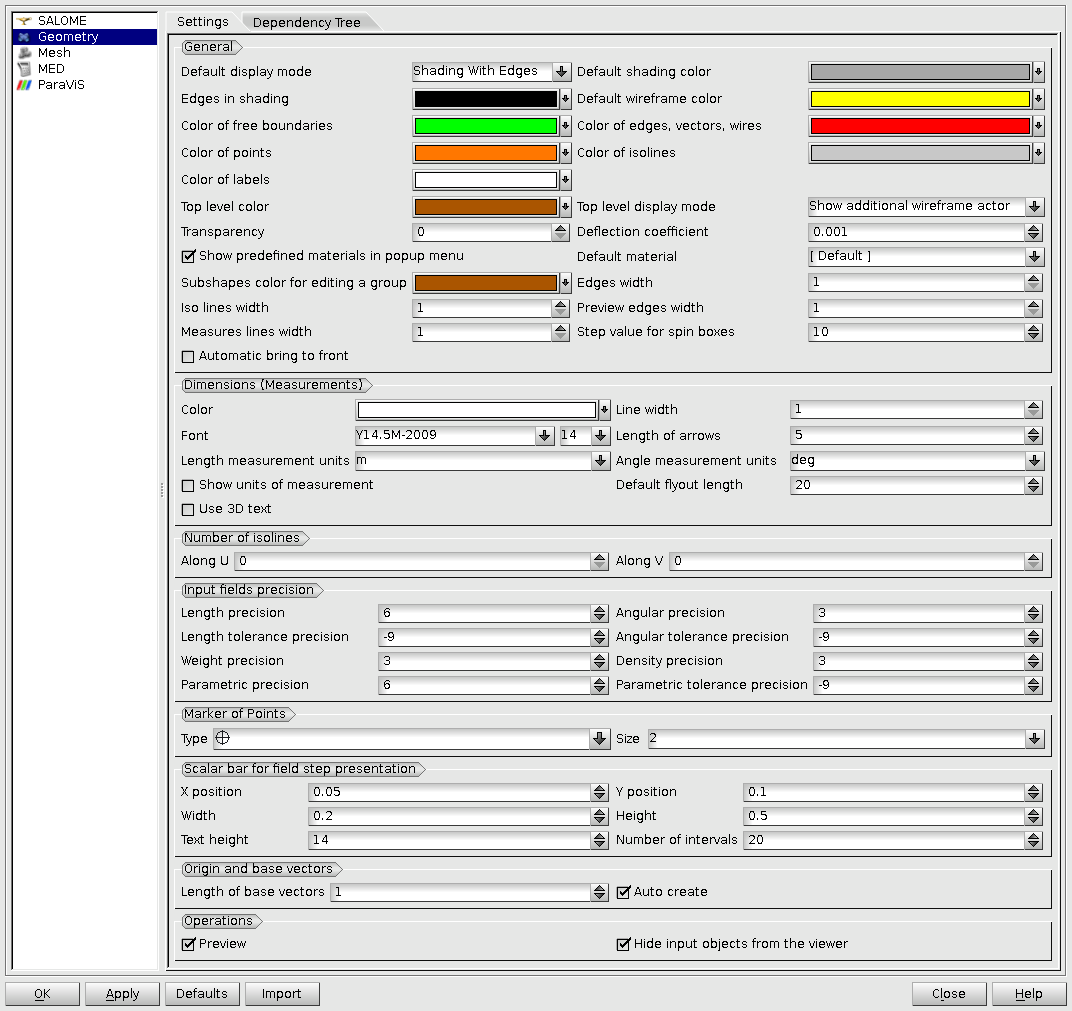 SALOME
Geometry
Mesh
MED
ParaViS
Settings Dependency Tree
General
Default display mode Shading With Edges Default shading color
Edges in shading Default wireframe color
Color of free boundaries Color of edges, vectors, wires
Color of points Color of isolines
Color of labels
Top level color Top level display mode Show additional wireframe actor
Transparency 0 Deflection coefficient 0.001
Show predefined materials in popup menu Default material [ Default ]
Subshapes color for editing a group Edges width 1
Iso lines width 1 Preview edges width 1
Measures lines width 1 Step value for spin boxes 10
Automatic bring to front
Dimensions (Measurements)
Color Line width 1
Font Y14.5M-2009 14 Length of arrows 5
Length measurement units m Angle measurement units deg
Show units of measurement Default flyout length 20
Use 3D text
Number of isolines
Along U 0 Along V 0
Input fields precision
Length precision 6 Angular precision 3
Length tolerance precision -9 Angular tolerance precision -9
Weight precision 3 Density precision 3
Parametric precision 6 Parametric tolerance precision -9
Marker of Points
Type Size 2
Scalar bar for field step presentation
X position 0.05 Y position 0.1
Width 0.2 Height 0.5
Text height 14 Number of intervals 20
Origin and base vectors
Length of base vectors 1 Auto create
Operations
Preview Hide input objects from the viewer
OK Apply Defaults Import Close Help